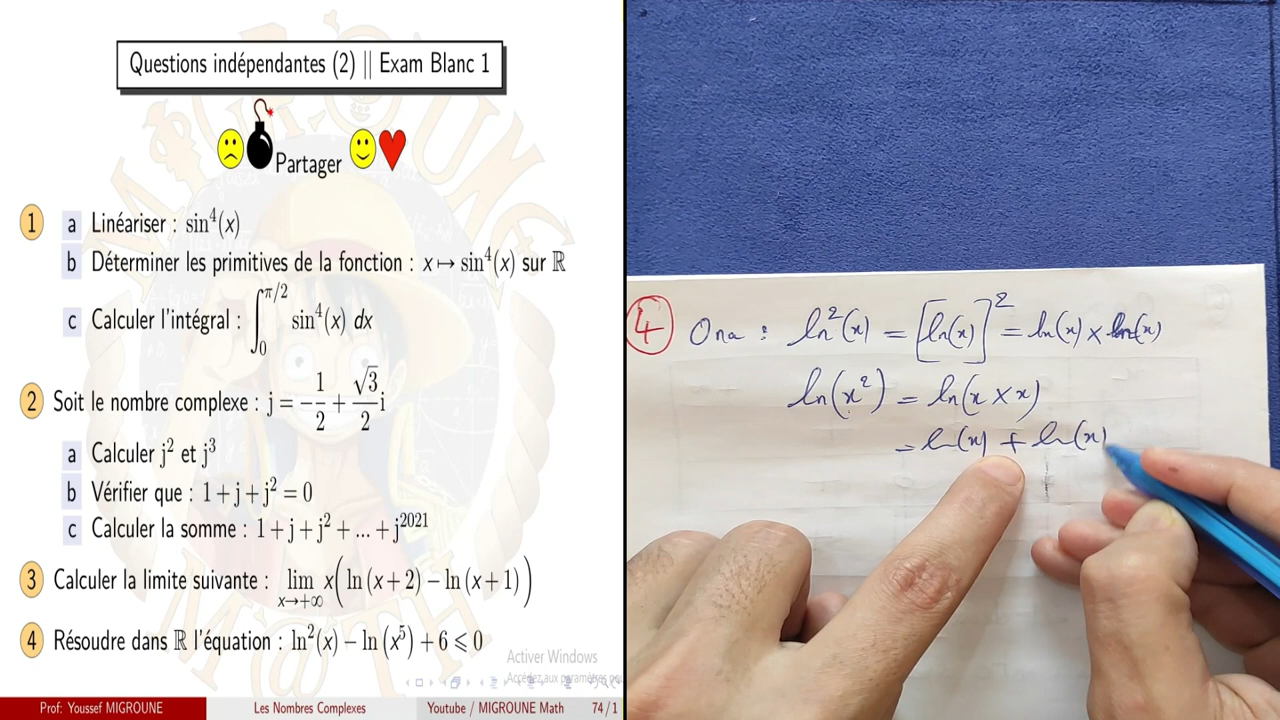 Questions indépendantes (2) || Exam Blanc 1
Partager
1 a Linéariser : sin⁴(x)
b Déterminer les primitives de la fonction : x ↦ sin⁴(x) sur ℝ
c Calculer l'intégral : ∫₀^{π/2} sin⁴(x) dx
2 Soit le nombre complexe : j = −1/2 + √3/2 i
a Calculer j² et j³
b Vérifier que : 1 + j + j² = 0
c Calculer la somme : 1 + j + j² + ... + j²⁰²¹
3 Calculer la limite suivante : lim x→+∞ x(ln(x+2) − ln(x+1))
4 Résoudre dans ℝ l'équation : ln²(x) − ln(x⁵) + 6 ⩽ 0
Activer Windows
Prof: Youssef MIGROUNE
Les Nombres Complexes
Youtube / MIGROUNE Math
74/1
4 On a : ln²(x) = [ln(x)]² = ln(x) × ln(x)
ln(x²) = ln(x × x)
= ln(x) + ln(x)
MIGROUNE
M@TH